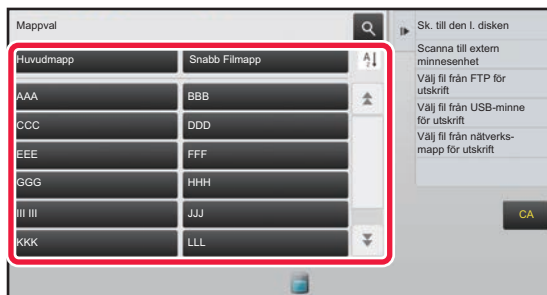 Mappval
Huvudmapp
Snabb Filmapp
AAA
BBB
CCC
DDD
EEE
FFF
GGG
HHH
III III
JJJ
KKK
LLL
Sk. till den l. disken
Scanna till extern
minnesenhet
Välj fil från FTP för
utskrift
Välj fil från USB-minne
för utskrift
Välj fil från nätverks-
mapp för utskrift
CA